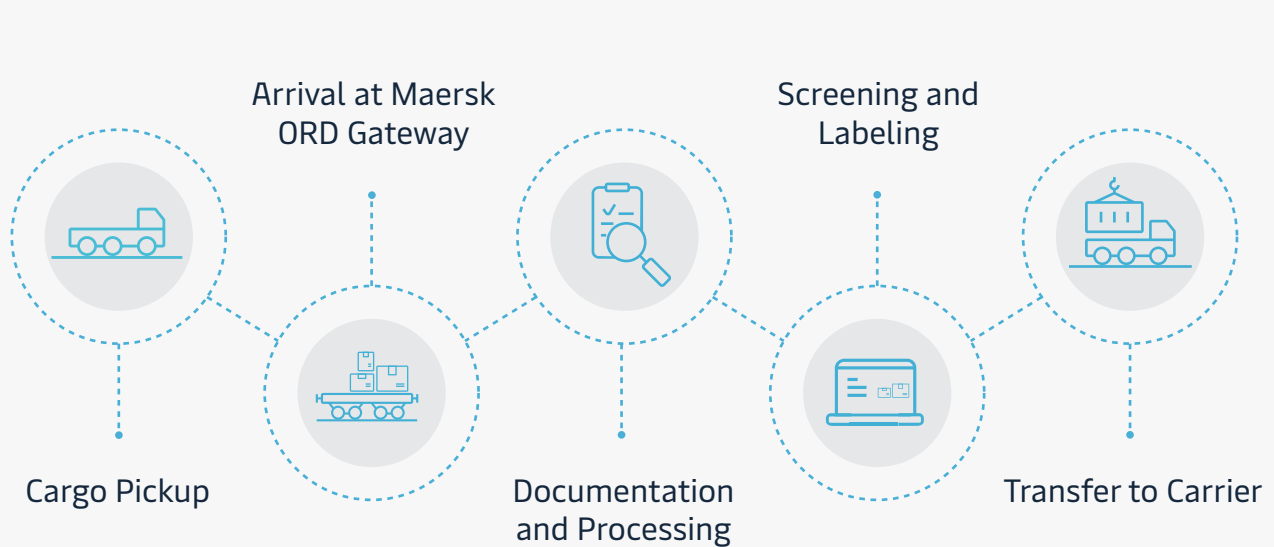 Cargo Pickup
Arrival at Maersk
ORD Gateway
Documentation
and Processing
Screening and
Labeling
Transfer to Carrier